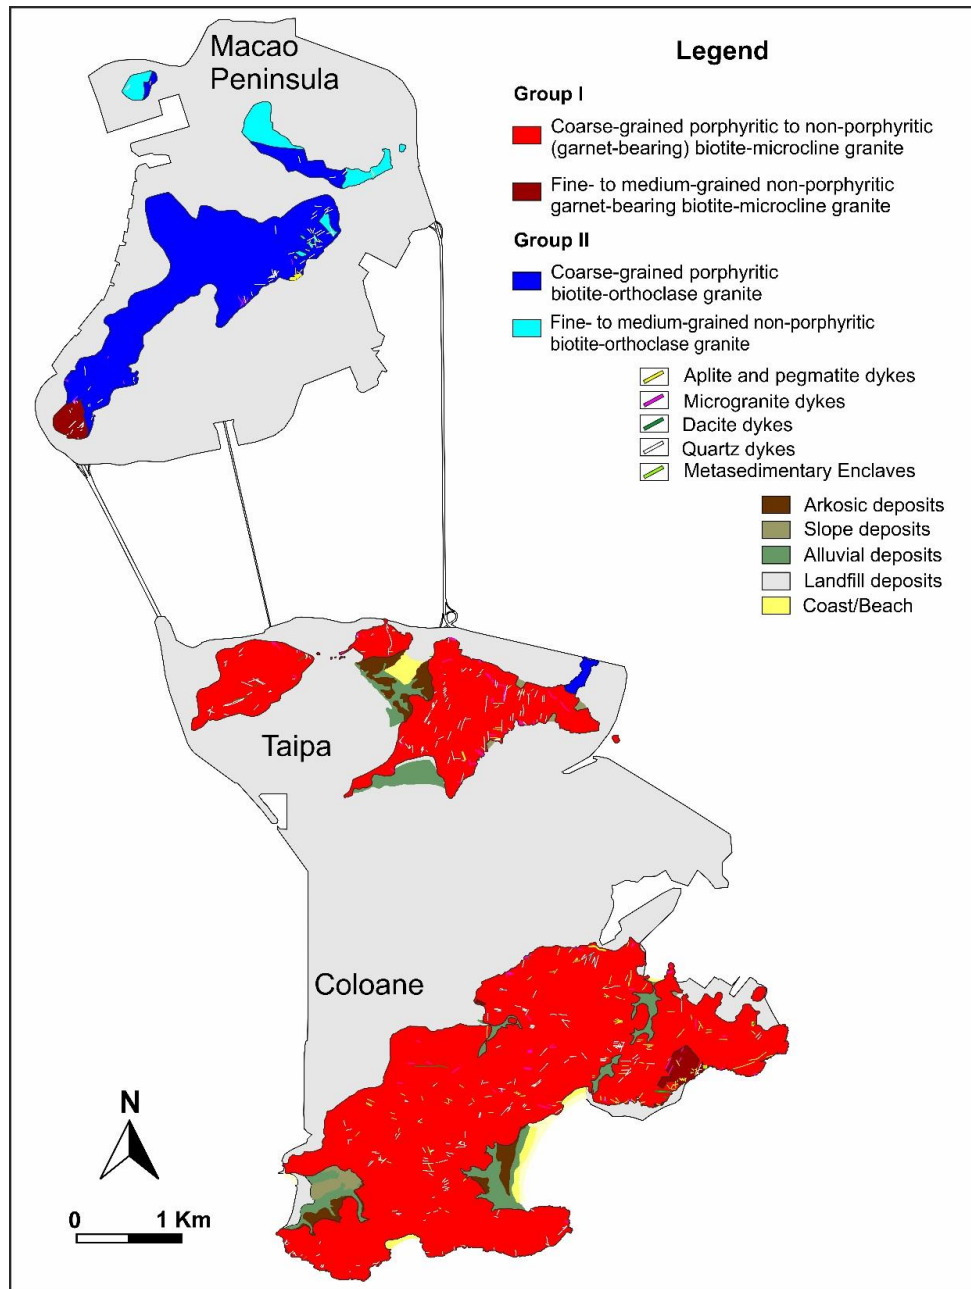 Macao
Peninsula
Legend
Group I
Coarse-grained porphyritic to non-porphyritic
(garnet-bearing) biotite-microcline granite
Fine- to medium-grained non-porphyritic
garnet-bearing biotite-microcline granite
Group II
Coarse-grained porphyritic
biotite-orthoclase granite
Fine- to medium-grained non-porphyritic
biotite-orthoclase granite
Aplite and pegmatite dykes
Microgranite dykes
Dacite dykes
Quartz dykes
Metasedimentary Enclaves
Arkosic deposits
Slope deposits
Alluvial deposits
Landfill deposits
Coast/Beach
Taipa
Coloane
N
0 1 Km